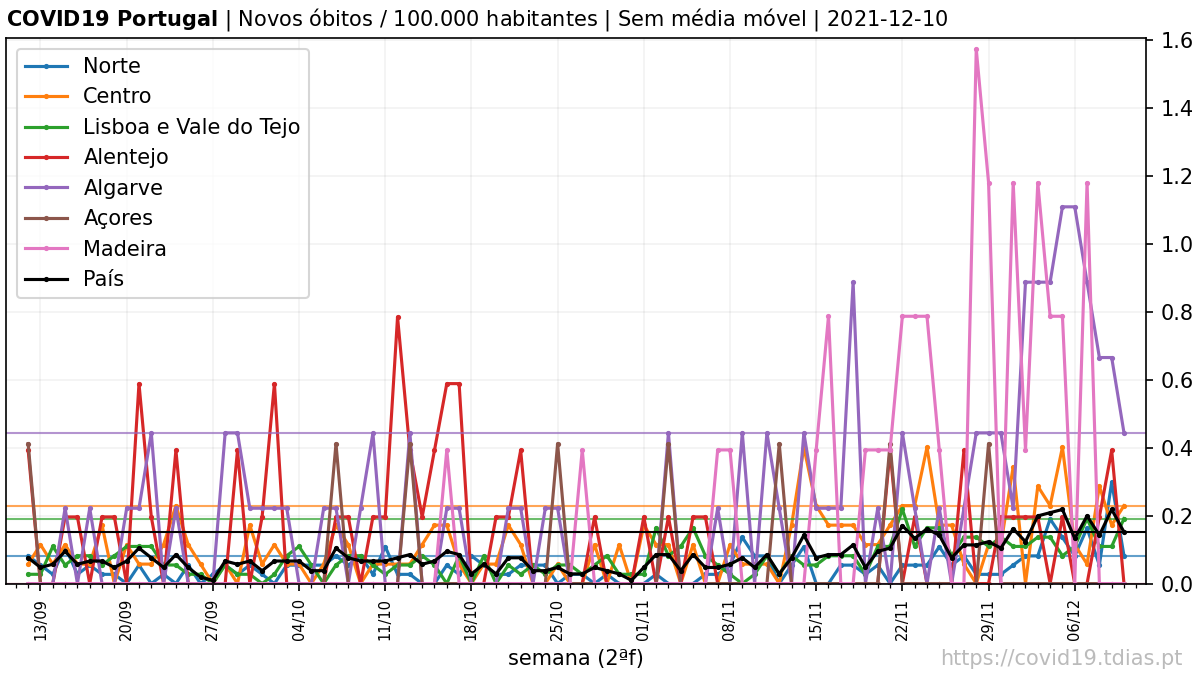 COVID19 Portugal | Novos óbitos / 100.000 habitantes | Sem média móvel | 2021-12-10
Norte
Centro
Lisboa e Vale do Tejo
Alentejo
Algarve
Açores
Madeira
País
1.6
1.4
1.2
1.0
0.8
0.6
0.4
0.2
0.0
13/09
20/09
27/09
04/10
11/10
18/10
25/10
01/11
08/11
15/11
22/11
29/11
06/12
semana (2ªf)
https://covid19.tdias.pt